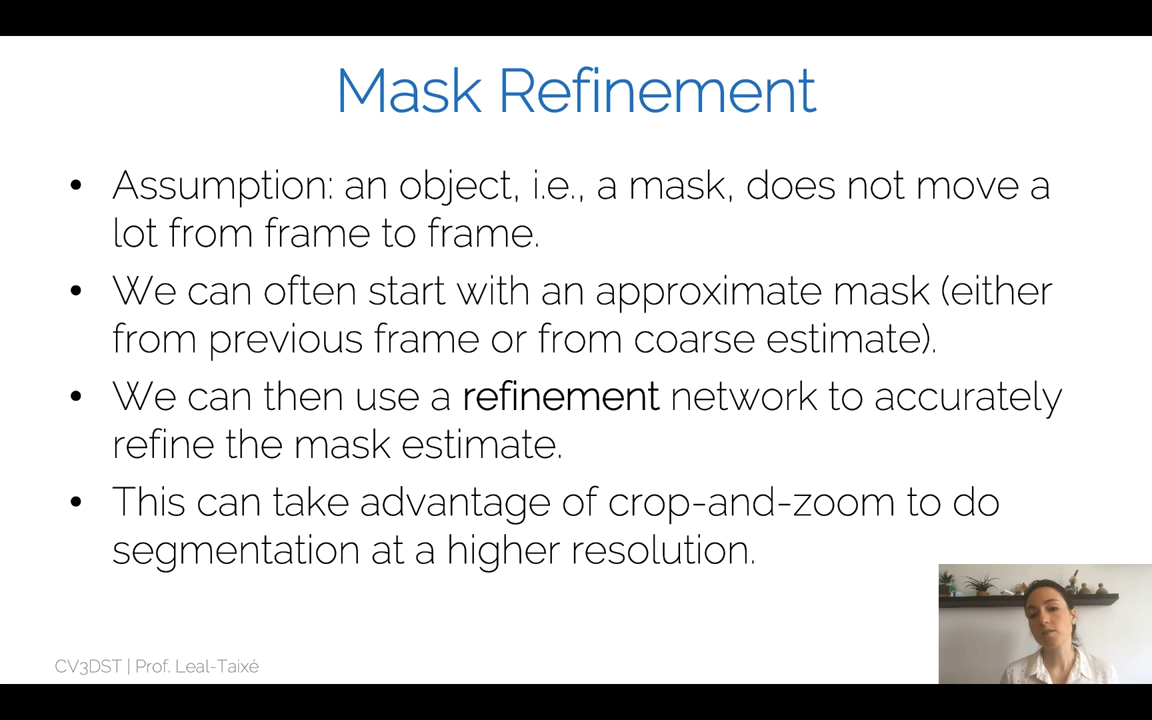 Mask Refinement
• Assumption: an object, i.e., a mask, does not move a
lot from frame to frame.
• We can often start with an approximate mask (either
from previous frame or from coarse estimate).
• We can then use a refinement network to accurately
refine the mask estimate.
• This can take advantage of crop-and-zoom to do
segmentation at a higher resolution.
CV3DST | Prof. Leal-Taixé